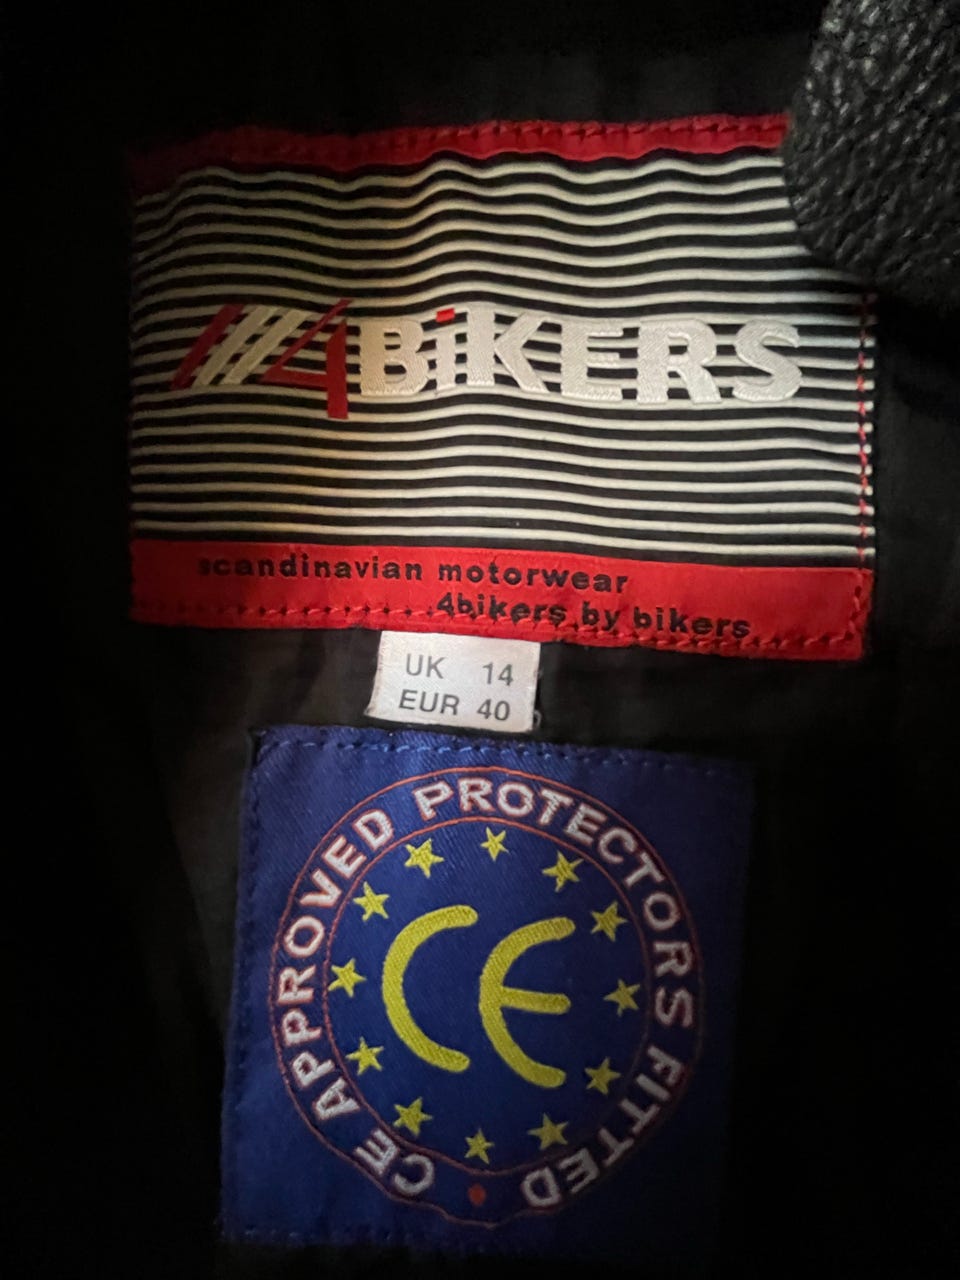 4BiKERS
scandinavian motorwear
4bikers by bikers
UK 14
EUR 40
CE APPROVED PROTECTORS FITTED
CE